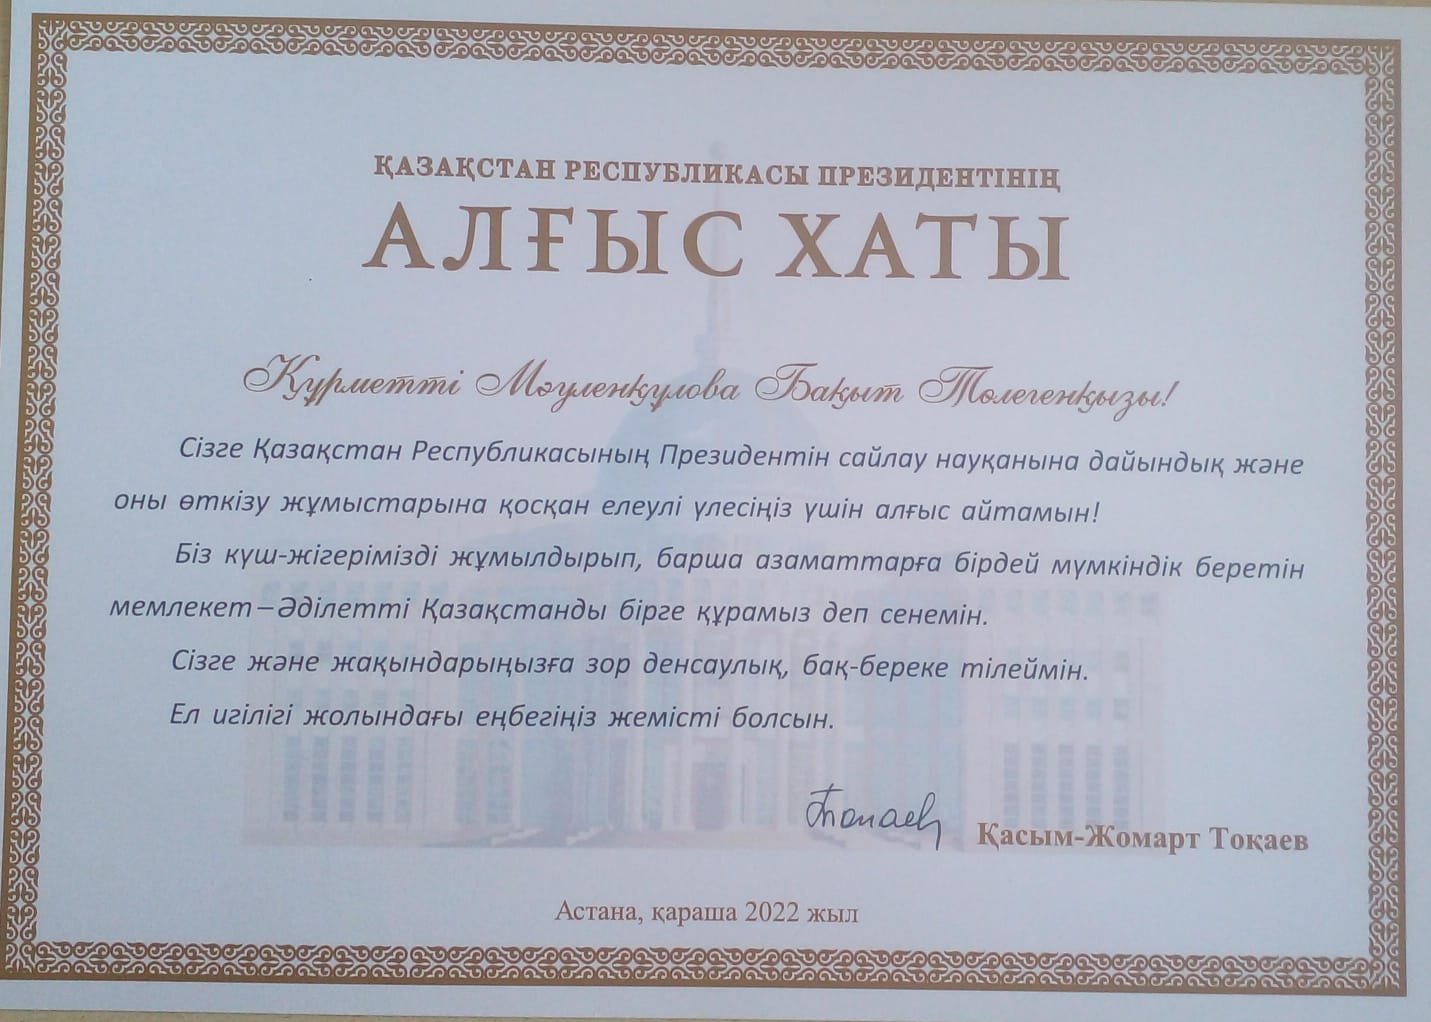 ҚАЗАҚСТАН РЕСПУБЛИКАСЫ ПРЕЗИДЕНТІНІҢ
АЛҒЫС ХАТЫ
Құрметті Мәуленқулова Бақыт Төлегенқызы!
Сізге Қазақстан Республикасының Президентін сайлау науқанына дайындық және
оны өткізу жұмыстарына қосқан елеулі үлесіңіз үшін алғыс айтамын!
Біз күш-жігерімізді жұмылдырып, барша азаматтарға бірдей мүмкіндік беретін
мемлекет – Әділетті Қазақстанды бірге құрамыз деп сенемін.
Сізге және жақындарыңызға зор денсаулық, бақ-береке тілеймін.
Ел игілігі жолындағы еңбегіңіз жемісті болсын.
Тоқаев Қасым-Жомарт Тоқаев
Астана, қараша 2022 жыл